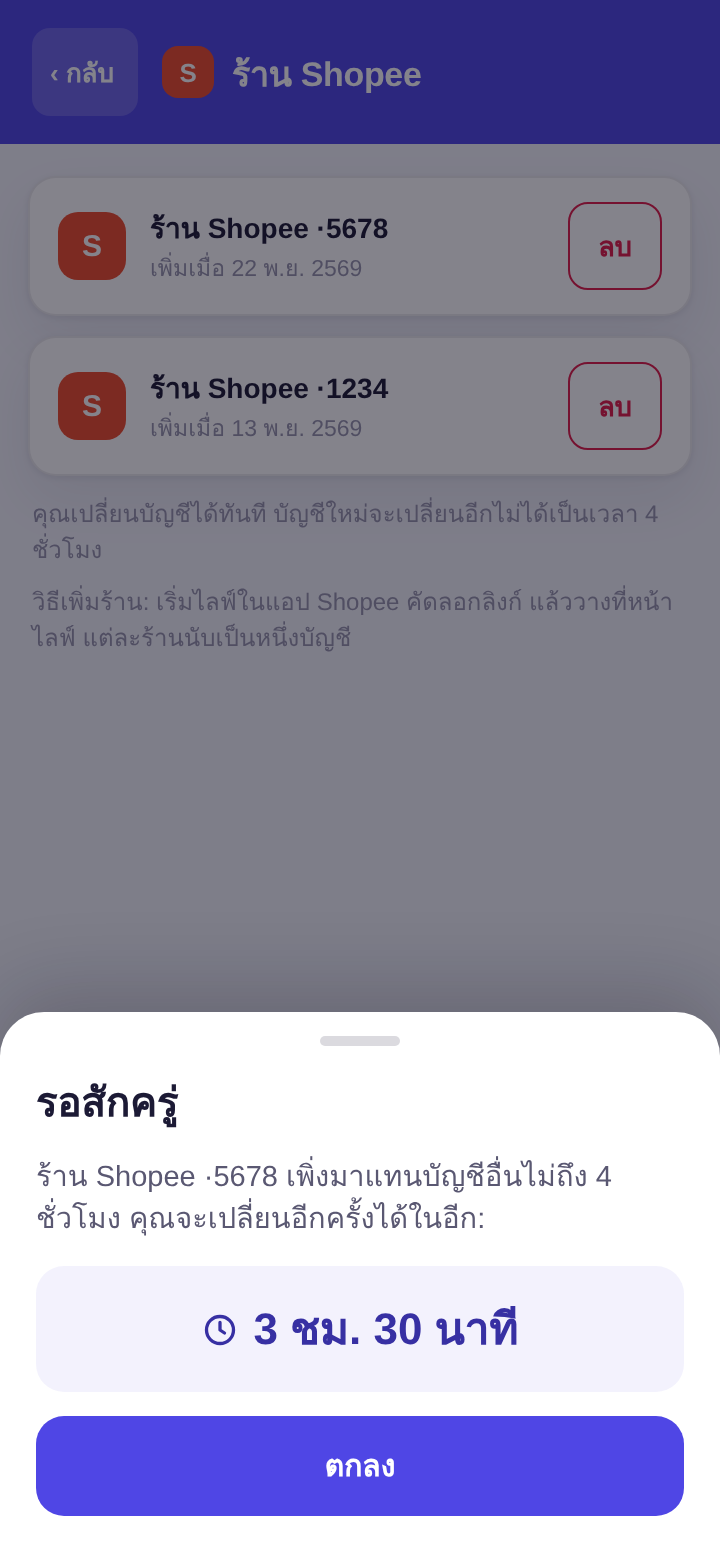 ‹ กลับ
S
ร้าน Shopee
S
ร้าน Shopee ·5678
เพิ่มเมื่อ 22 พ.ย. 2569
ลบ
S
ร้าน Shopee ·1234
เพิ่มเมื่อ 13 พ.ย. 2569
ลบ
คุณเปลี่ยนบัญชีได้ทันที บัญชีใหม่จะเปลี่ยนอีกไม่ได้เป็นเวลา 4
ชั่วโมง
วิธีเพิ่มร้าน: เริ่มไลฟ์ในแอป Shopee คัดลอกลิงก์ แล้ววางที่หน้า
ไลฟ์ แต่ละร้านนับเป็นหนึ่งบัญชี
รอสักครู่
ร้าน Shopee ·5678 เพิ่งมาแทนบัญชีอื่นไม่ถึง 4
ชั่วโมง คุณจะเปลี่ยนอีกครั้งได้ในอีก:
3 ชม. 30 นาที
ตกลง